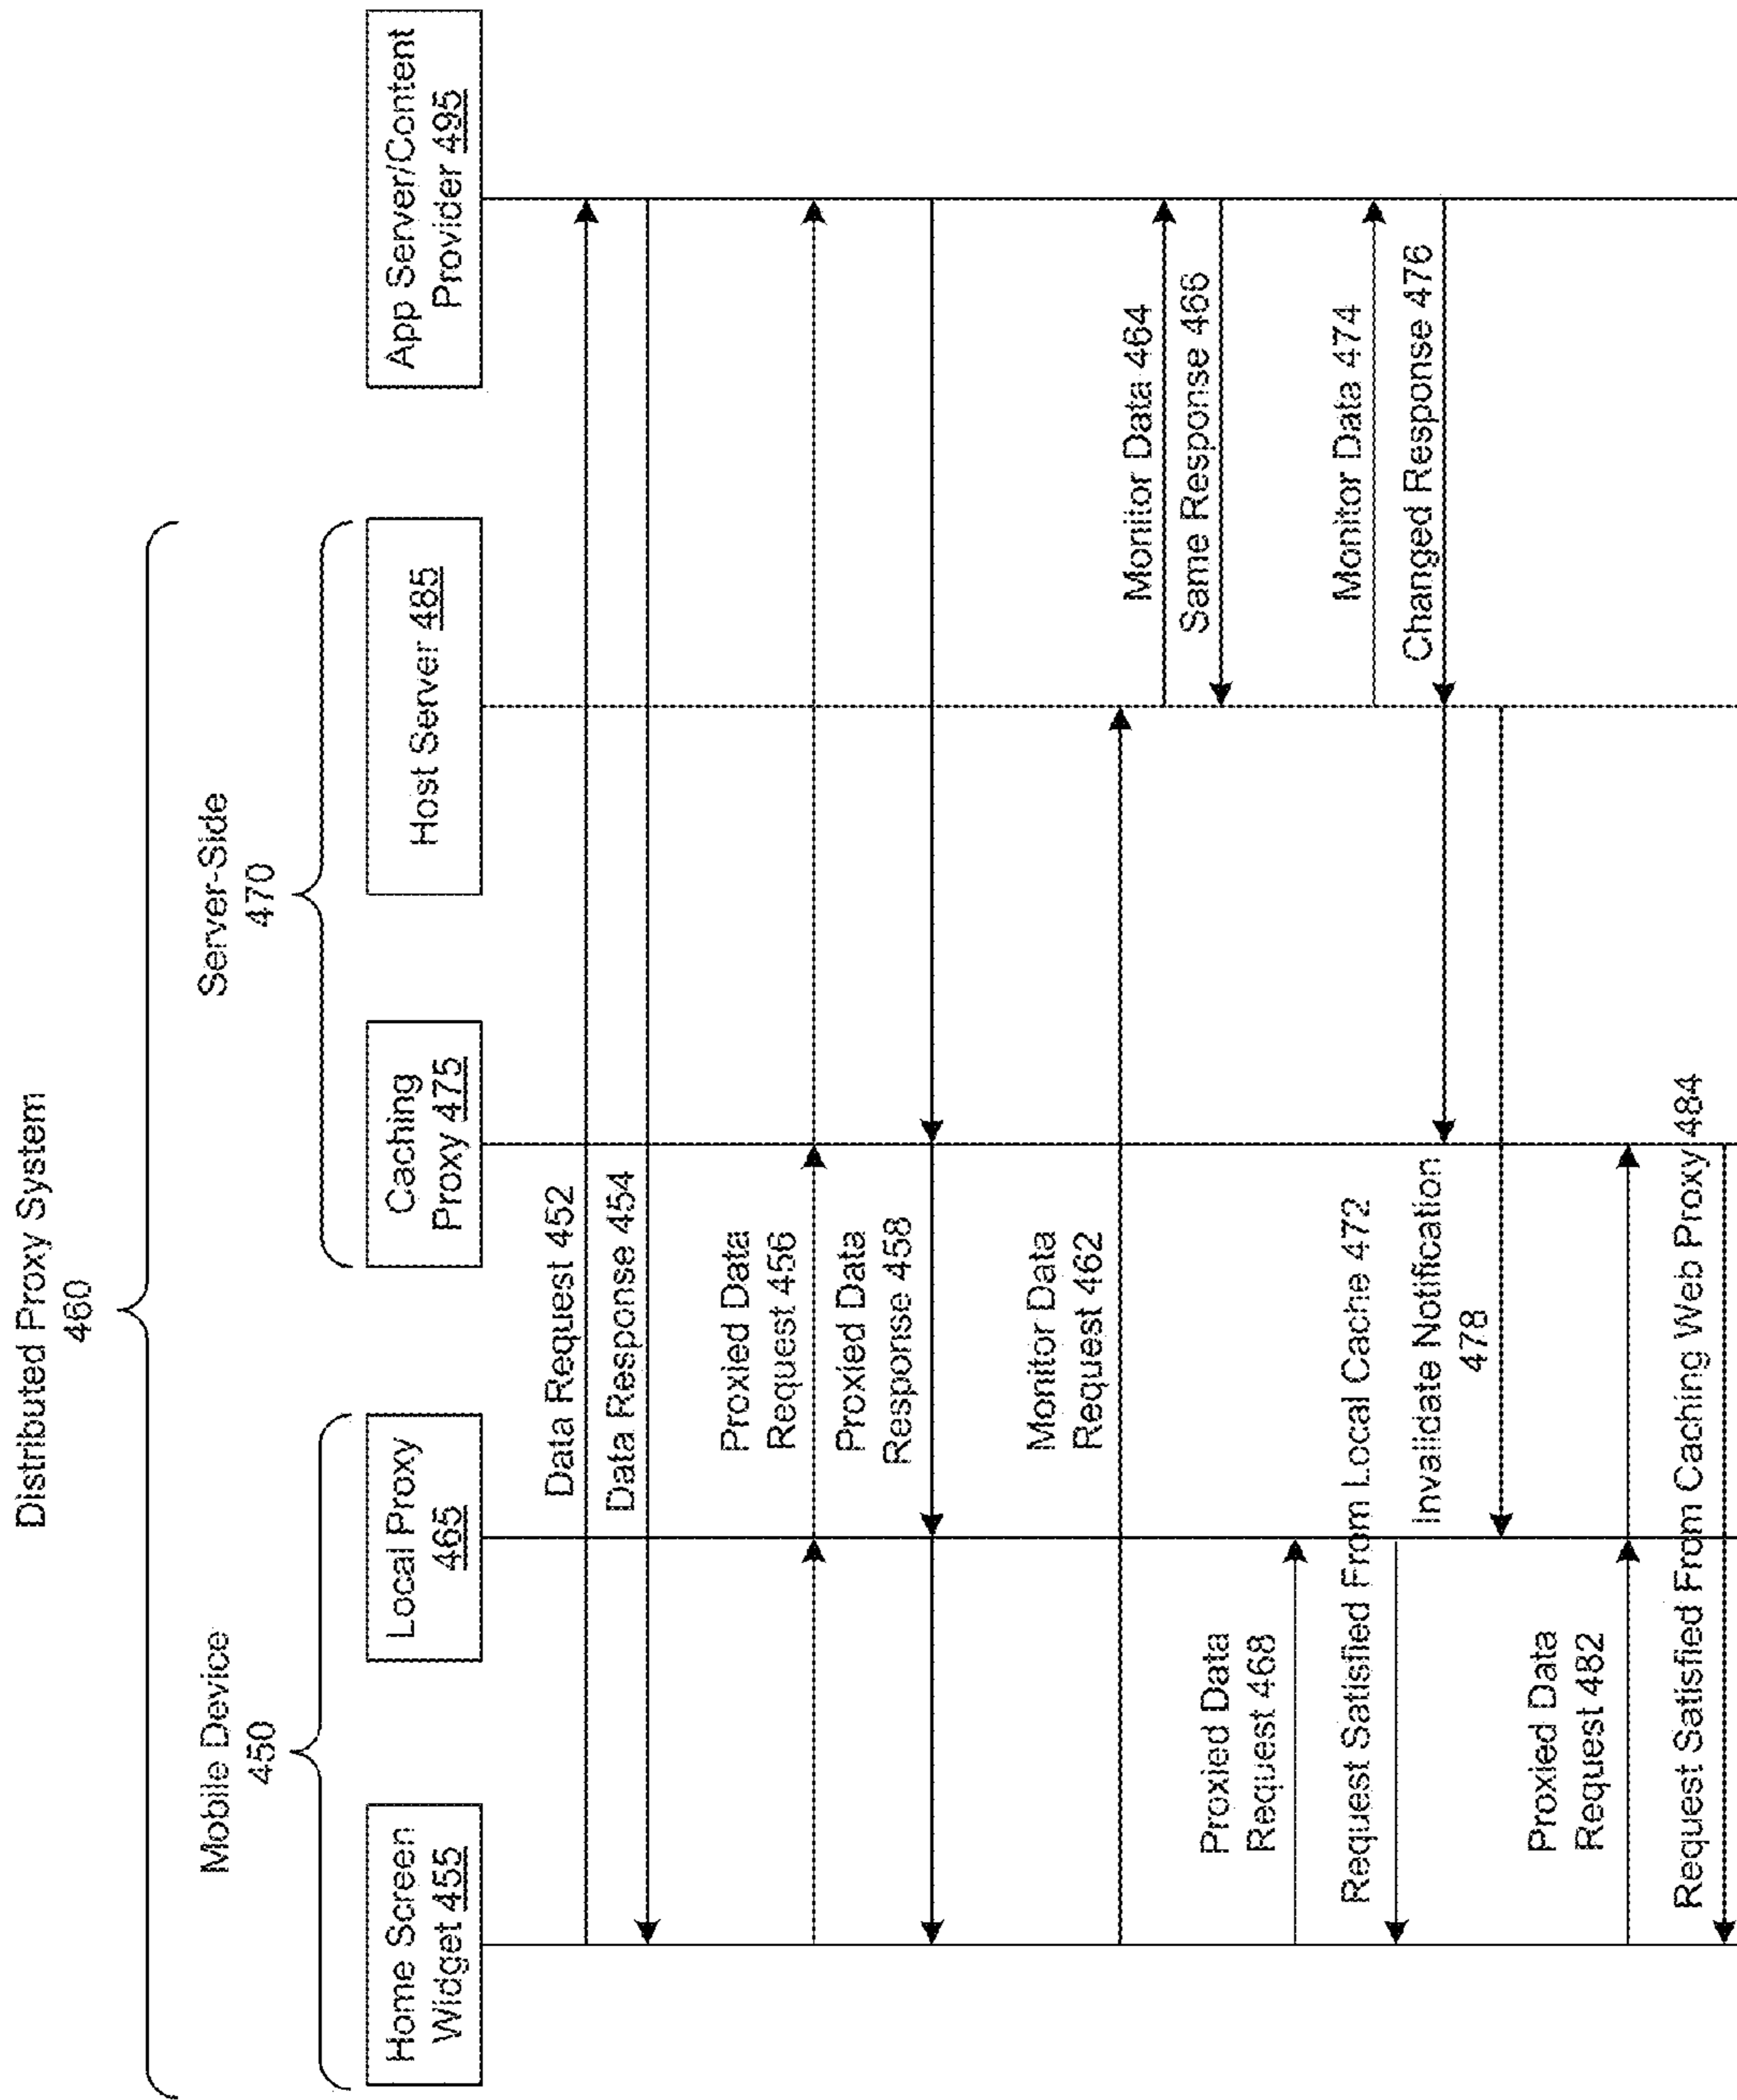 Distributed Proxy System
460
Mobile Device
450
Server-Side
470
Home Screen
Widget 455
Local Proxy
465
Caching
Proxy 475
Host Server 485
App Server/Content
Provider 495
Data Request 452
Data Response 454
Proxied Data
Request 456
Proxied Data
Response 458
Monitor Data
Request 462
Monitor Data 464
Same Response 466
Proxied Data
Request 468
Request Satisfied From Local Cache 472
Monitor Data 474
Changed Response 476
Invalidate Notification
478
Proxied Data
Request 482
Request Satisfied From Caching Web Proxy 484